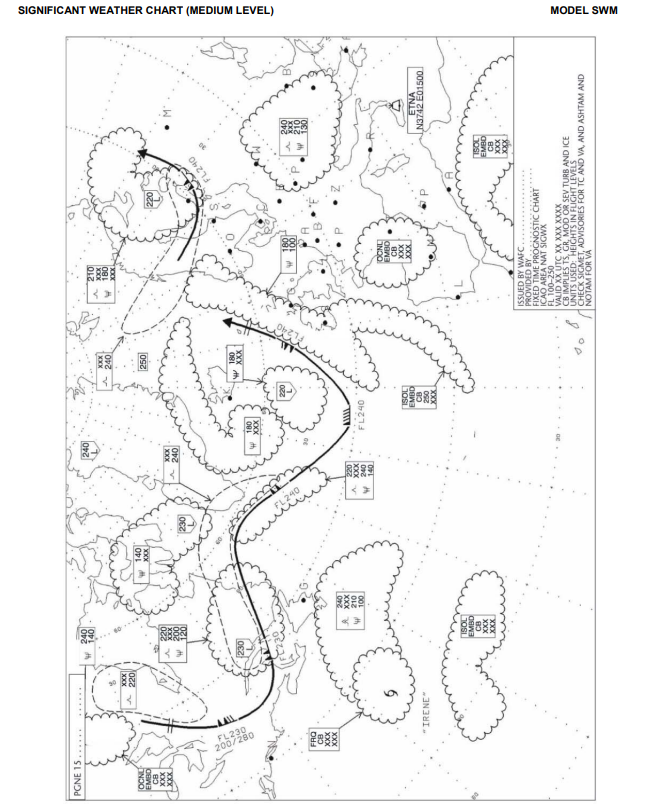 SIGNIFICANT WEATHER CHART (MEDIUM LEVEL)
MODEL SWM
PGNE 15
OCNL
EMBD
CB
XXX
XXX
XXX
220
FL230
200/280
240
140
220
XXX
200
120
140
XXX
230
L
230
FL230
240
L
XXX
240
FL240
220
XXX
240
140
180
XXX
180
XXX
220
L
250
XXX
240
210
XXX
180
XXX
220
L
FL240
FL240
FL240
180
100
240
XXX
210
130
ISOL
EMBD
CB
250
XXX
OCNL
EMBD
CB
XXX
XXX
ISOL
EMBD
CB
XXX
XXX
ETNA
N3742 E01500
240
XXX
210
100
FRQ
CB
XXX
XXX
"IRENE"
ISOL
EMBD
CB
XXX
XXX
ISSUED BY WAFC
PROVIDED BY
FIXED TIME PROGNOSTIC CHART
ICAO AREA NAT SIGWX
FL 100-250
VALID XX UTC XX XXX XXXX
CB IMPLIES TS, GR, MOD OR SEV TURB AND ICE
UNITS USED: HEIGHTS IN FLIGHT LEVELS
CHECK SIGMET, ADVISORIES FOR TC AND VA, AND ASHTAM AND
NOTAM FOR VA